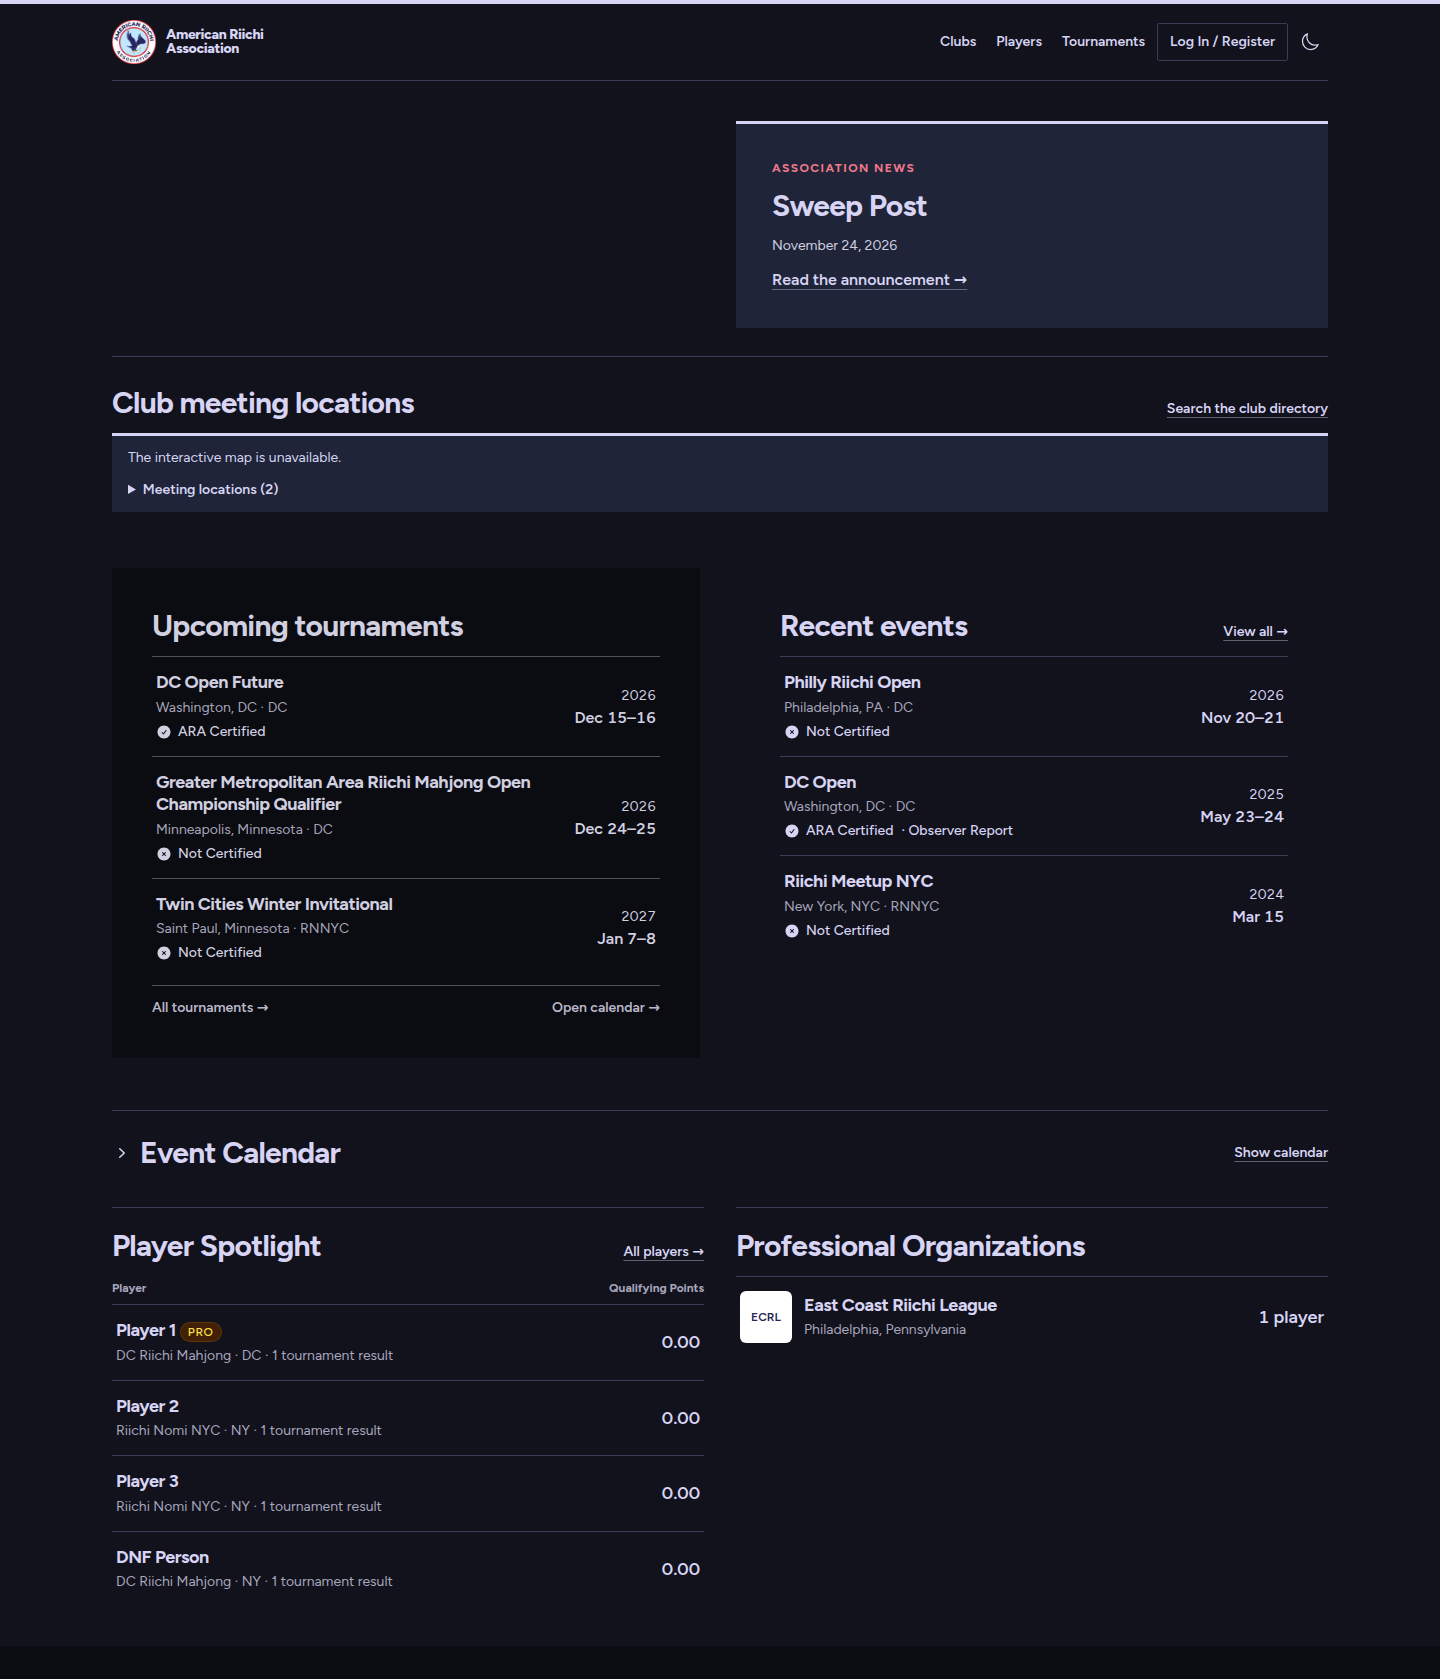 AMERICAN RIICHI
ASSOCIATION
American Riichi
Association
Clubs
Players
Tournaments
Log In / Register
ASSOCIATION NEWS
Sweep Post
November 24, 2026
Read the announcement →
Club meeting locations
Search the club directory
The interactive map is unavailable.
▶ Meeting locations (2)
Upcoming tournaments
DC Open Future
Washington, DC · DC
ARA Certified
2026
Dec 15–16
Greater Metropolitan Area Riichi Mahjong Open
Championship Qualifier
Minneapolis, Minnesota · DC
Not Certified
2026
Dec 24–25
Twin Cities Winter Invitational
Saint Paul, Minnesota · RNNYC
Not Certified
2027
Jan 7–8
All tournaments →
Open calendar →
Recent events
View all →
Philly Riichi Open
Philadelphia, PA · DC
Not Certified
2026
Nov 20–21
DC Open
Washington, DC · DC
ARA Certified · Observer Report
2025
May 23–24
Riichi Meetup NYC
New York, NYC · RNNYC
Not Certified
2024
Mar 15
Event Calendar
Show calendar
Player Spotlight
All players →
Player
Qualifying Points
Player 1 PRO
DC Riichi Mahjong · DC · 1 tournament result
0.00
Player 2
Riichi Nomi NYC · NY · 1 tournament result
0.00
Player 3
Riichi Nomi NYC · NY · 1 tournament result
0.00
DNF Person
DC Riichi Mahjong · NY · 1 tournament result
0.00
Professional Organizations
ECRL
East Coast Riichi League
Philadelphia, Pennsylvania
1 player